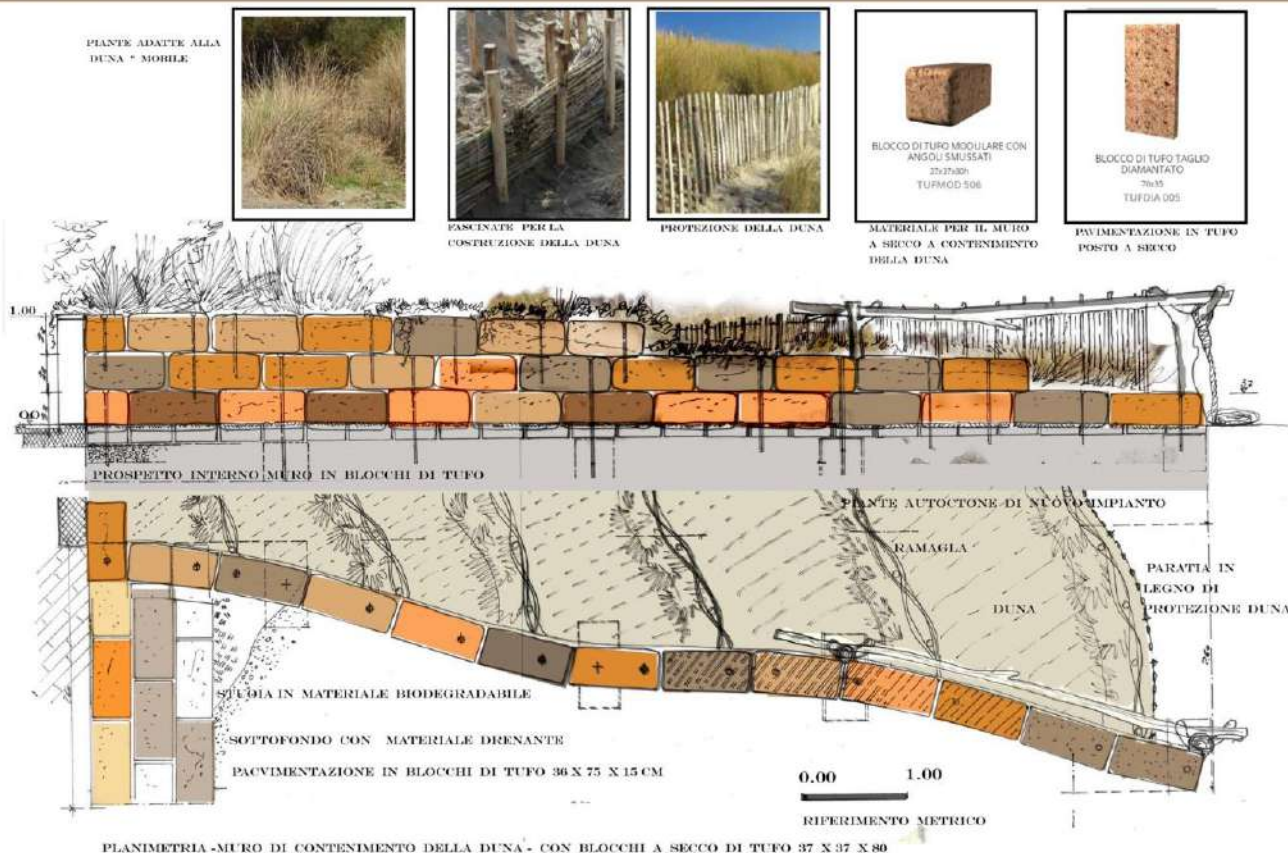 PIANTE ADATTE ALLA
DUNA " MOBILE
FASCINATE PER LA
COSTRUZIONE DELLA DUNA
PROTEZIONE DELLA DUNA
BLOCCO DI TUFO MODULARE CON
ANGOLI SMUSSATI
37x37x80h
TUFMOD 506
MATERIALE PER IL MURO
A SECCO A CONTENIMENTO
DELLA DUNA
BLOCCO DI TUFO TAGLIO
DIAMANTATO
70x35
TUFDIA 005
PAVIMENTAZIONE IN TUFO
POSTO A SECCO
1.00
PROSPETTO INTERNO MURO IN BLOCCHI DI TUFO
PIANTE AUTOCTONE DI NUOVO IMPIANTO
RAMAGLA
DUNA
PARATIA IN
LEGNO DI
PROTEZIONE DUNA
STUOIA IN MATERIALE BIODEGRADABILE
SOTTOFONDO CON MATERIALE DRENANTE
PACVIMENTAZIONE IN BLOCCHI DI TUFO 36 X 75 X 15 CM
0.00 1.00
RIFERIMENTO METRICO
PLANIMETRIA -MURO DI CONTENIMENTO DELLA DUNA - CON BLOCCHI A SECCO DI TUFO 37 X 37 X 80